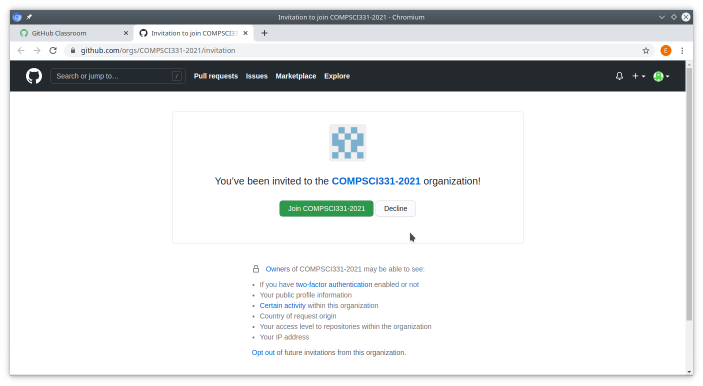 Invitation to join COMPSCI331-2021 - Chromium
GitHub Classroom
Invitation to join COMPSCI33
github.com/orgs/COMPSCI331-2021/invitation
E
Search or jump to...
/
Pull requests Issues Marketplace Explore
You've been invited to the COMPSCI331-2021 organization!
Join COMPSCI331-2021 Decline
Owners of COMPSCI331-2021 may be able to see:
• If you have two-factor authentication enabled or not
• Your public profile information
• Certain activity within this organization
• Country of request origin
• Your access level to repositories within the organization
• Your IP address
Opt out of future invitations from this organization.